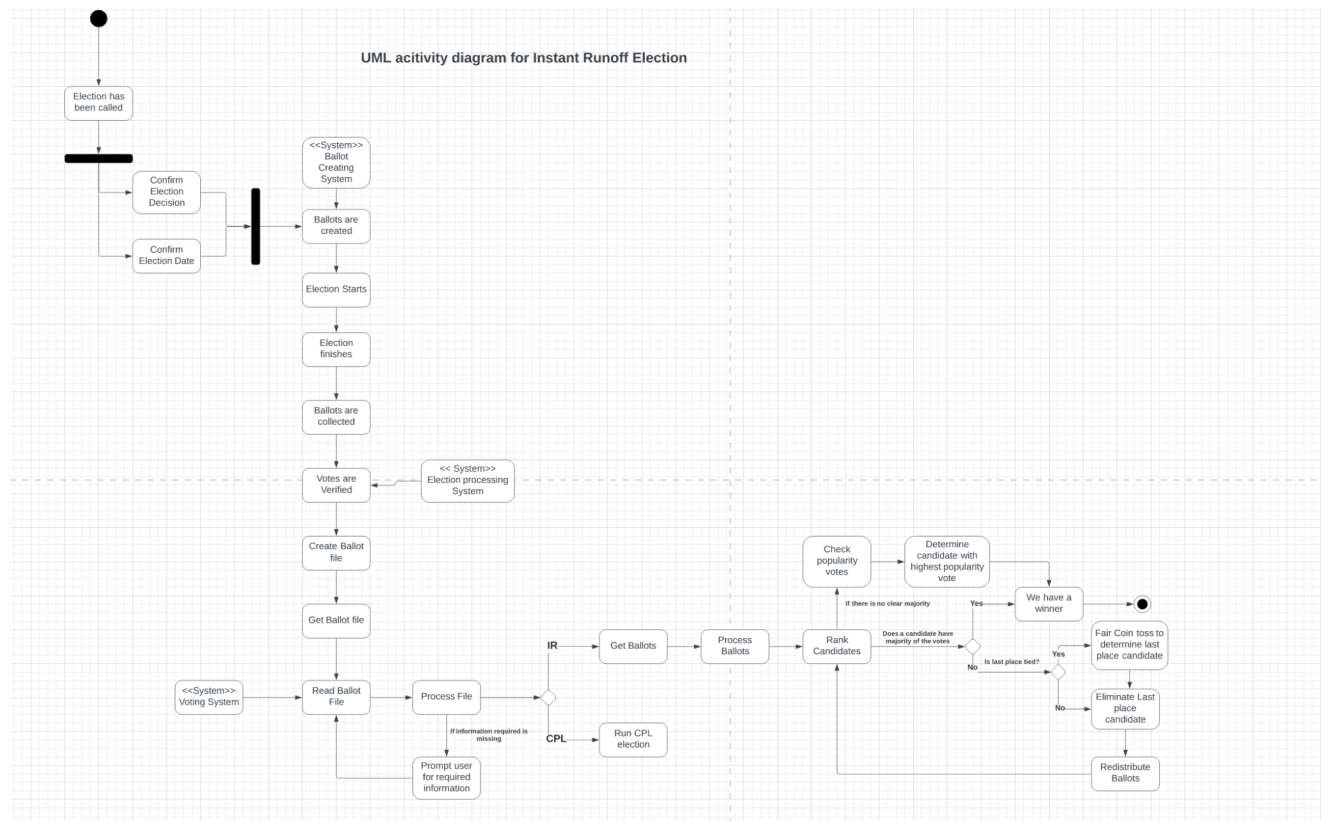 UML acitivity diagram for Instant Runoff Election
Election has
been called
Confirm
Election
Decision
Confirm
Election Date
<<System>>
Ballot
Creating
System
Ballots are
created
Election Starts
Election
finishes
Ballots are
collected
Votes are
Verified
<< System>>
Election processing
System
Create Ballot
file
Get Ballot file
<<System>>
Voting System
Read Ballot
File
Process File
If information required is
missing
Prompt user
for required
information
IR
CPL
Get Ballots
Run CPL
election
Process
Ballots
Rank
Candidates
if there is no clear majority
Check
popularity
votes
Determine
candidate with
highest popularity
vote
Does a candidate have
majority of the votes
Yes
We have a
winner
No
Is last place tied?
Yes
Fair Coin toss to
determine last
place candidate
No
Eliminate Last
place
candidate
Redistribute
Ballots